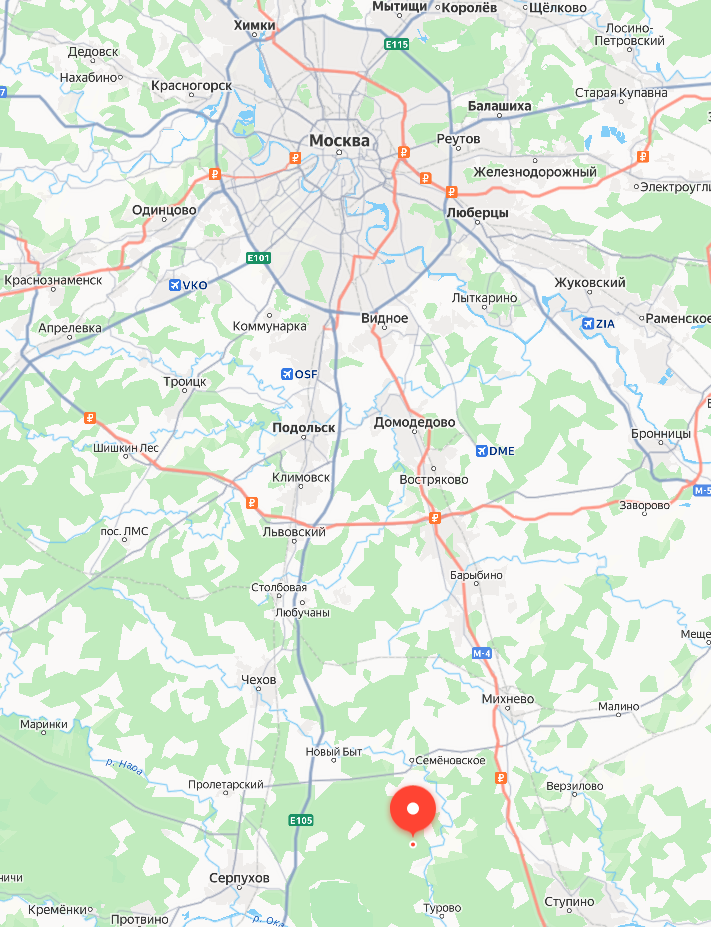 Мытищи
Королёв
Щёлково
Химки
Лосино-
Петровский
E115
Дедовск
Нахабино
Красногорск
Старая Купавна
7
Балашиха
Москва
Реутов
Железнодорожный
Электроугли
Одинцово
Люберцы
E101
Краснознаменск
VKO
Жуковский
Лыткарино
Видное
Раменское
ZIA
Апрелевка
Коммунарка
OSF
Троицк
Подольск
Домодедово
Бронницы
Шишкин Лес
DME
Климовск
Востряково
М-5
Заворово
пос. ЛМС
Львовский
Барыбино
Столбовая
Любучаны
Меще
М-4
Чехов
Михнево
Малино
Маринки
Новый Быт
Семёновское
р. Нара
Пролетарский
Верзилово
E105
ничи
Серпухов
Ступино
Кремёнки
Протвино
р. Ока
Турово